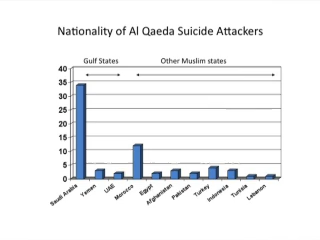 Nationality of Al Qaeda Suicide Attackers
Gulf States
Other Muslim states
40
35
30
25
20
15
10
5
0
Saudi Arabia
Yemen
UAE
Morocco
Egypt
Afghanistan
Pakistan
Turkey
Indonesia
Tunisia
Lebanon